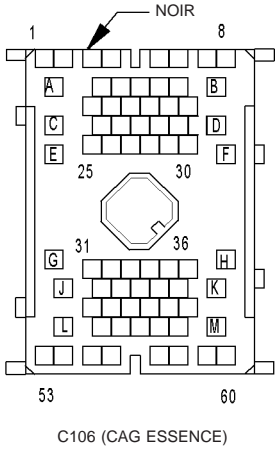 NOIR
1 8
A B
C D
E F
25 30
31 36
G H
J K
L M
53 60
C106 (CAG ESSENCE)